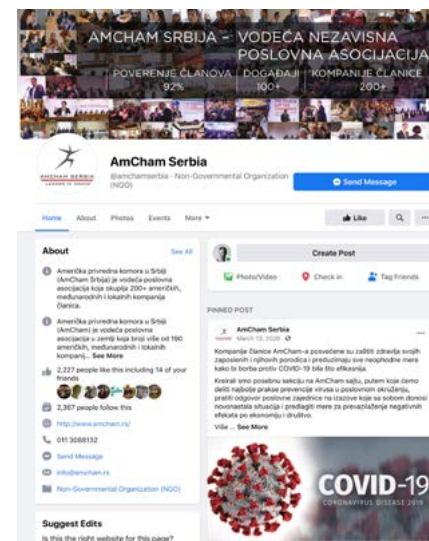 AMCHAM SRBIJA – VODEĆA NEZAVISNA
POSLOVNA ASOCIJACIJA
POVERENJE ČLANOVA
92%
DOGAĐAJI
100+
KOMPANIJE ČLANICE
200+
AMCHAM SERBIA
AmCham Serbia
@amchamserbia · Non-Governmental Organization
(NGO)
Send Message
Home About Photos Events More
Like
About
See All
Američka privredna komora u Srbiji
(AmCham Srbija) je vodeća poslovna
asocijacija koja skuplja 200+ američkih,
međunarodnih i lokalnih kompanija
članica.
Američka privredna komora u Srbiji
(AmCham) je vodeća poslovna
asocijacija u zemlji koja broji više od 190
američkih, međunarodnih i lokalnih
kompanij... See More
2,227 people like this including 14 of your
friends
2,367 people follow this
http://www.amcham.rs/
011 3088132
Send Message
info@amcham.rs
Non-Governmental Organization (NGO)
Suggest Edits
Is this the right website for this page?
Create Post
Photo/Video
Check in
Tag Friends
PINNED POST
AmCham Serbia
March 13, 2020 ·
Kompanije članice AmCham-a posvećene su zaštiti zdravlja svojih
zaposlenih i njihovih porodica i preduzimaju sve neophodne mere
kako bi borba protiv COVID-19 bila što efikasnija.
Kreirali smo posebnu sekciju na AmCham sajtu, putem koje ćemo
deliti najbolje prakse prevencije virusa u poslovnom okruženju,
pratiti odgovor poslovne zajednice na izazove koje sa sobom donosi
novonastala situacija i predlagati mere za prevazilaženje negativnih
efekata po ekonomiju i društvo.
Više ... See More
COVID-19
CORONAVIRUS DISEASE 2019